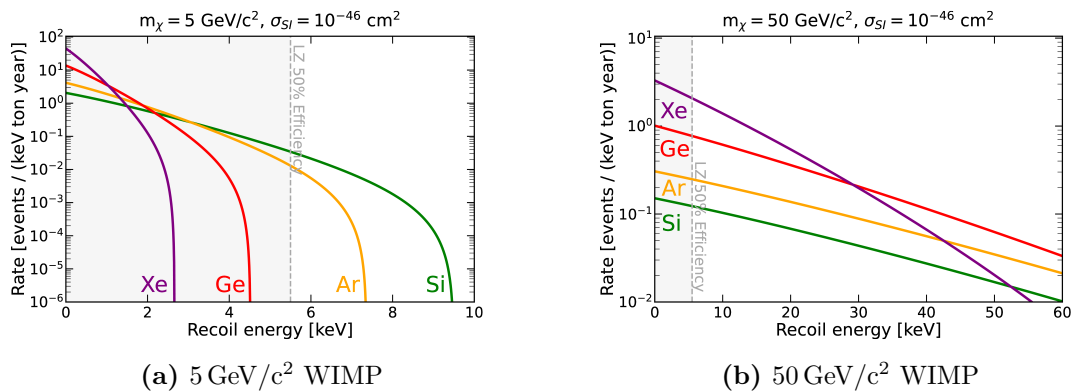 m_χ = 5 GeV/c², σ_SI = 10⁻⁴⁶ cm²
Rate [events / (keV ton year)]
10²
10¹
10⁰
10⁻¹
10⁻²
10⁻³
10⁻⁴
10⁻⁵
10⁻⁶
LZ 50% Efficiency
Xe
Ge
Ar
Si
0 2 4 6 8 10
Recoil energy [keV]
(a) 5 GeV/c² WIMP
m_χ = 50 GeV/c², σ_SI = 10⁻⁴⁶ cm²
Rate [events / (keV ton year)]
10¹
10⁰
10⁻¹
10⁻²
Xe
Ge
Ar
Si
LZ 50% Efficiency
0 10 20 30 40 50 60
Recoil energy [keV]
(b) 50 GeV/c² WIMP